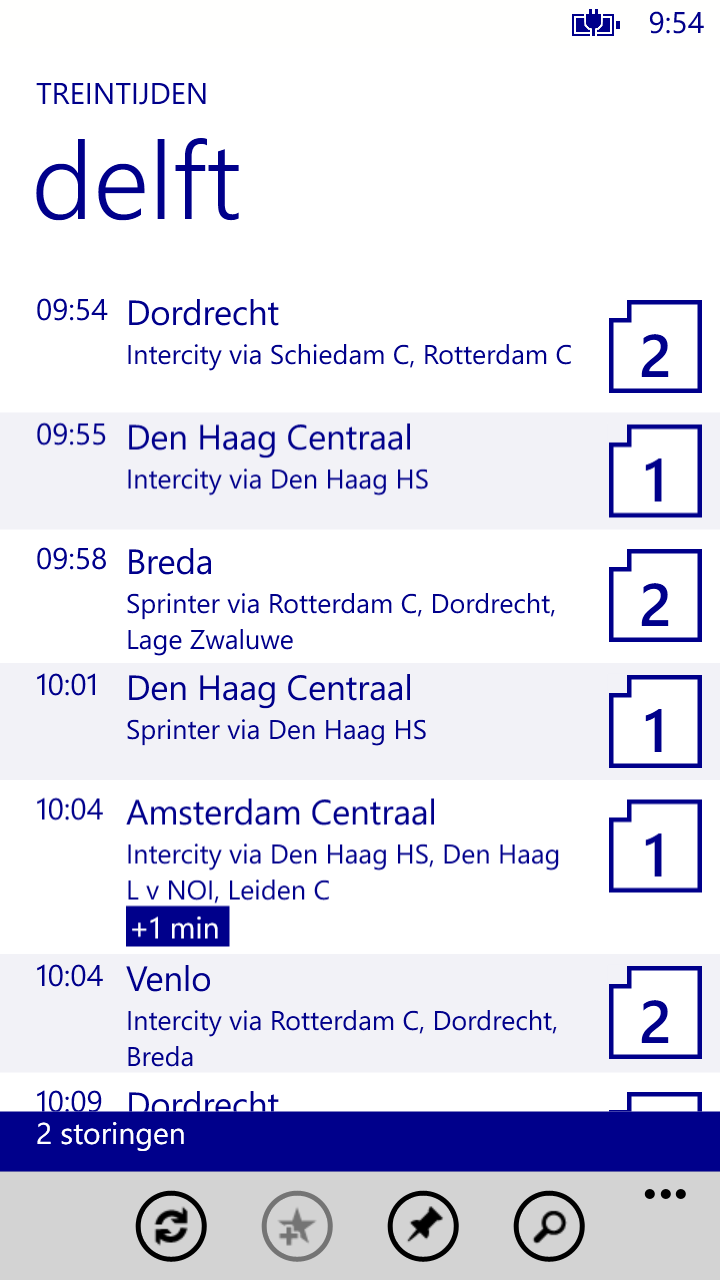 9:54
TREINTIJDEN
delft
09:54 Dordrecht
Intercity via Schiedam C, Rotterdam C
2
09:55 Den Haag Centraal
Intercity via Den Haag HS
1
09:58 Breda
Sprinter via Rotterdam C, Dordrecht,
Lage Zwaluwe
2
10:01 Den Haag Centraal
Sprinter via Den Haag HS
1
10:04 Amsterdam Centraal
Intercity via Den Haag HS, Den Haag
L v NOI, Leiden C
+1 min
1
10:04 Venlo
Intercity via Rotterdam C, Dordrecht,
Breda
2
10:09 Dordrecht
2 storingen